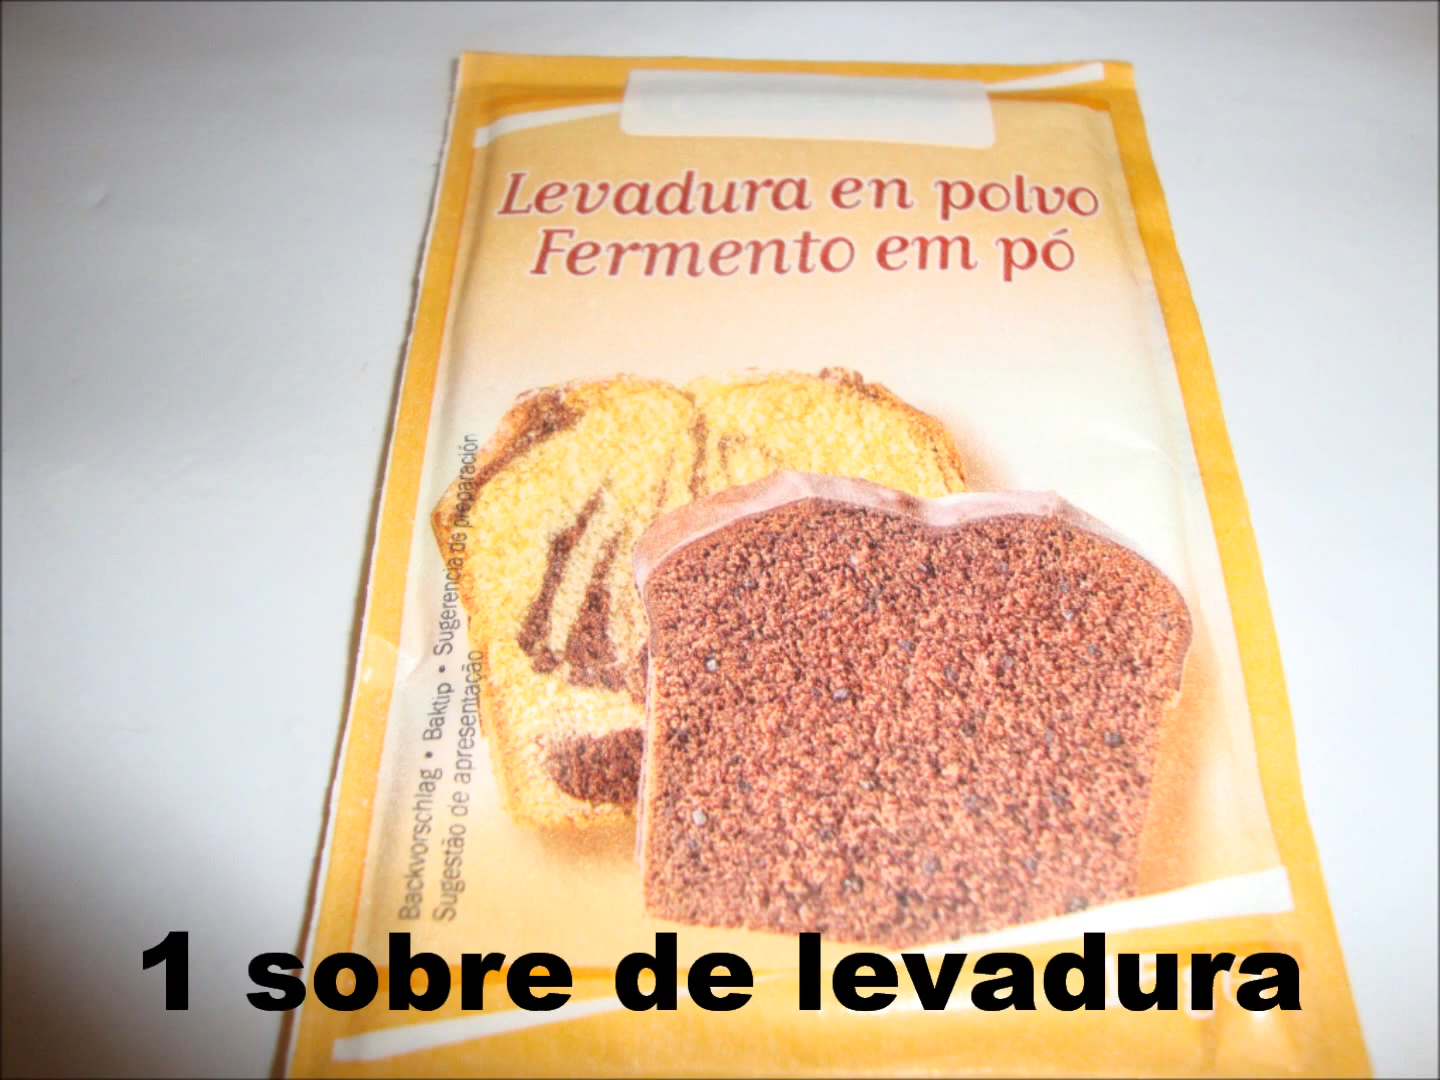 Levadura en polvo
Fermento em pó
Backvorschlag • Baktip • Sugerencia de preparación
Sugestão de apresentação
1 sobre de levadura